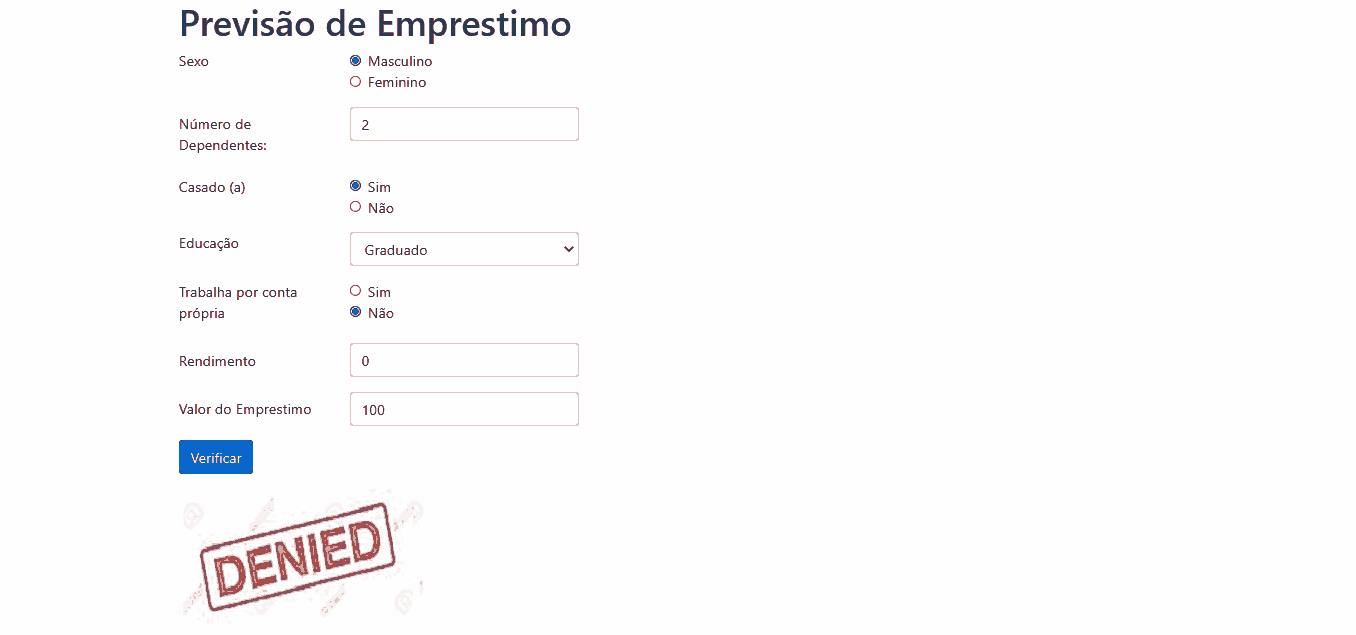 Previsão de Emprestimo
Sexo
Masculino
Feminino
Número de
Dependentes:
2
Casado (a)
Sim
Não
Educação
Graduado
Trabalha por conta
própria
Sim
Não
Rendimento
0
Valor do Emprestimo
100
Verificar
DENIED